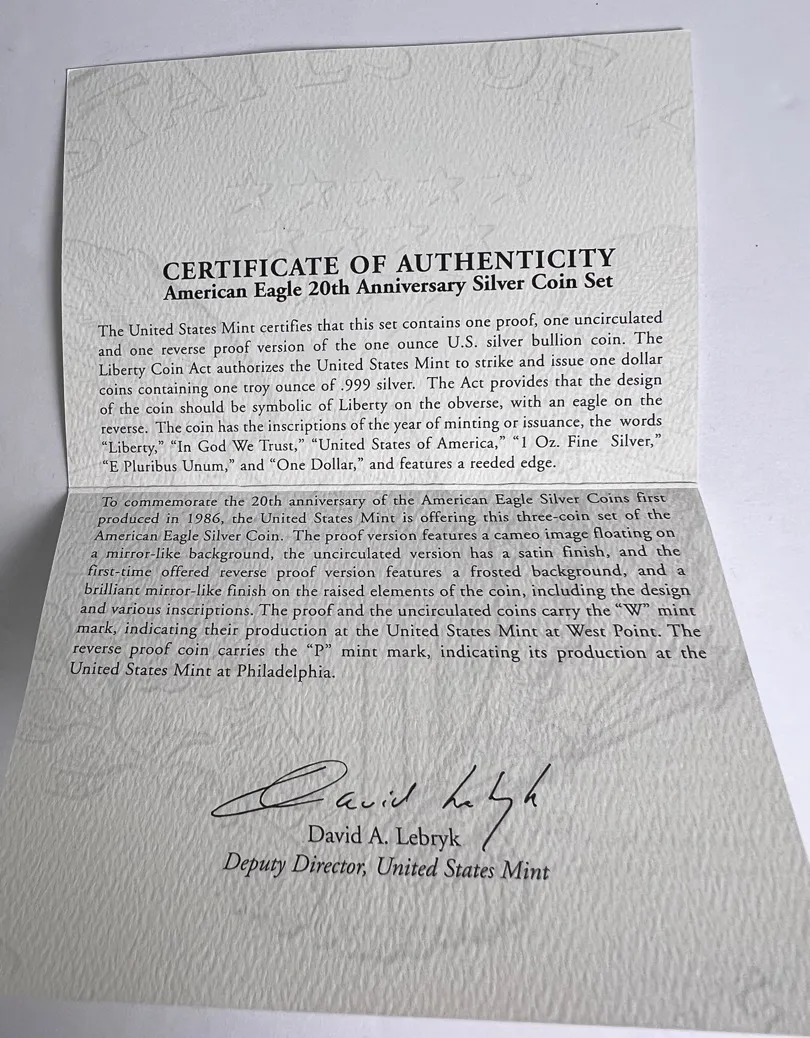 STATES OF A
CERTIFICATE OF AUTHENTICITY
American Eagle 20th Anniversary Silver Coin Set
The United States Mint certifies that this set contains one proof, one uncirculated
and one reverse proof version of the one ounce U.S. silver bullion coin. The
Liberty Coin Act authorizes the United States Mint to strike and issue one dollar
coins containing one troy ounce of .999 silver. The Act provides that the design
of the coin should be symbolic of Liberty on the obverse, with an eagle on the
reverse. The coin has the inscriptions of the year of minting or issuance, the words
“Liberty,” “In God We Trust,” “United States of America,” “1 Oz. Fine Silver,”
“E Pluribus Unum,” and “One Dollar,” and features a reeded edge.
To commemorate the 20th anniversary of the American Eagle Silver Coins first
produced in 1986, the United States Mint is offering this three-coin set of the
American Eagle Silver Coin. The proof version features a cameo image floating on
a mirror-like background, the uncirculated version has a satin finish, and the
first-time offered reverse proof version features a frosted background, and a
brilliant mirror-like finish on the raised elements of the coin, including the design
and various inscriptions. The proof and the uncirculated coins carry the “W” mint
mark, indicating their production at the United States Mint at West Point. The
reverse proof coin carries the “P” mint mark, indicating its production at the
United States Mint at Philadelphia.
David Lebryk
David A. Lebryk
Deputy Director, United States Mint